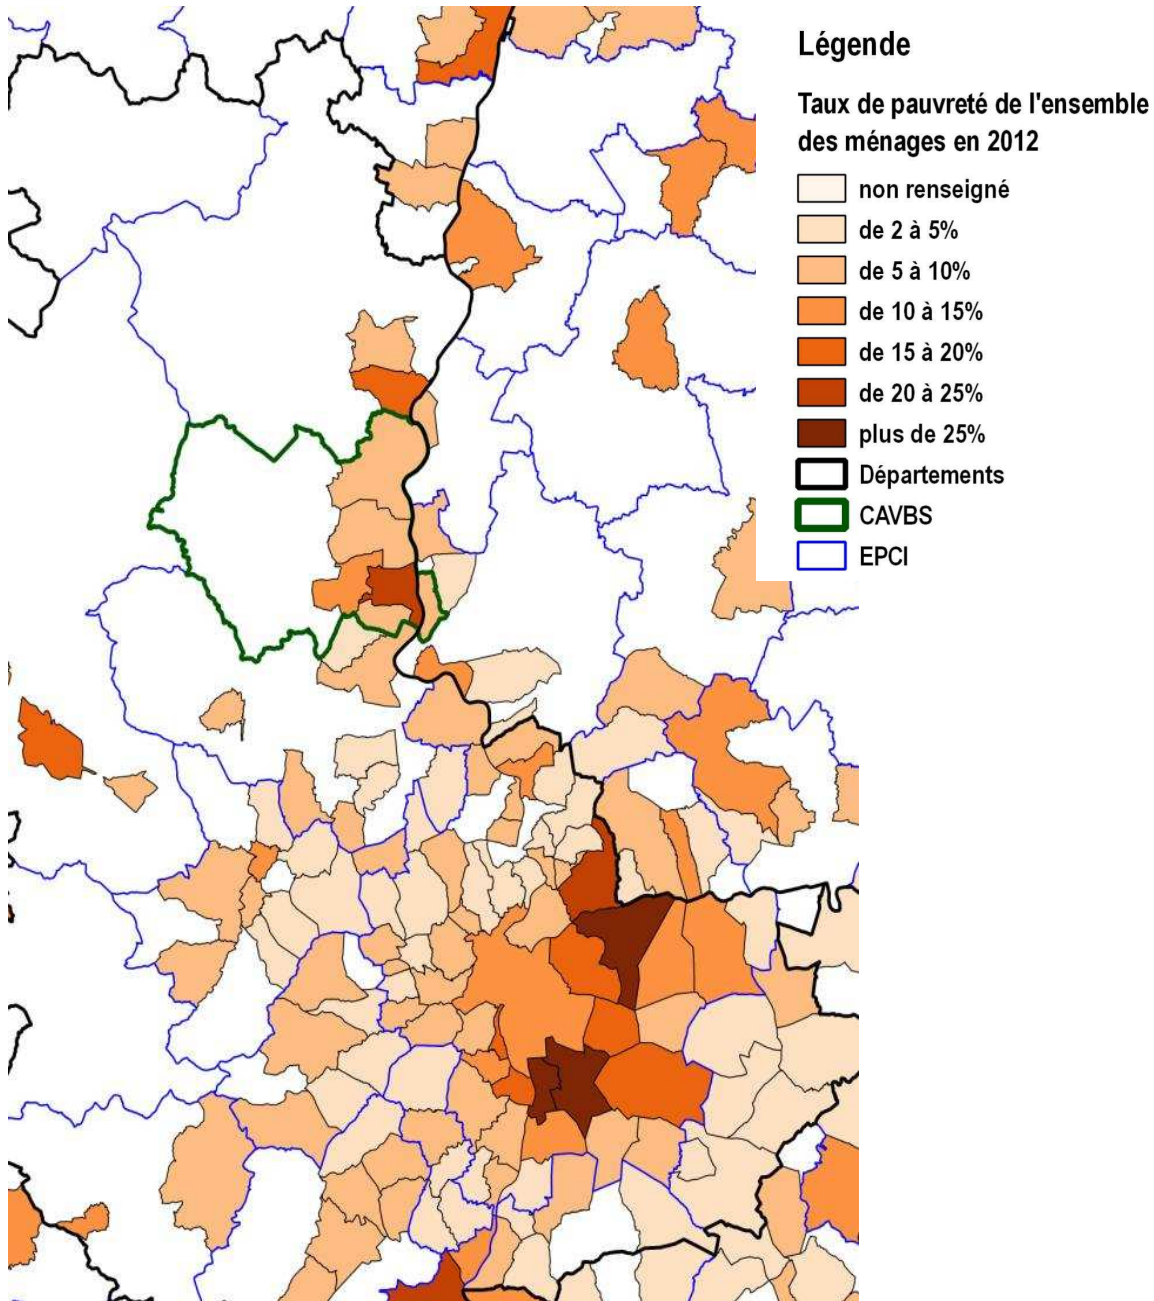 Légende
Taux de pauvreté de l'ensemble
des ménages en 2012
non renseigné
de 2 à 5%
de 5 à 10%
de 10 à 15%
de 15 à 20%
de 20 à 25%
plus de 25%
Départements
CAVBS
EPCI